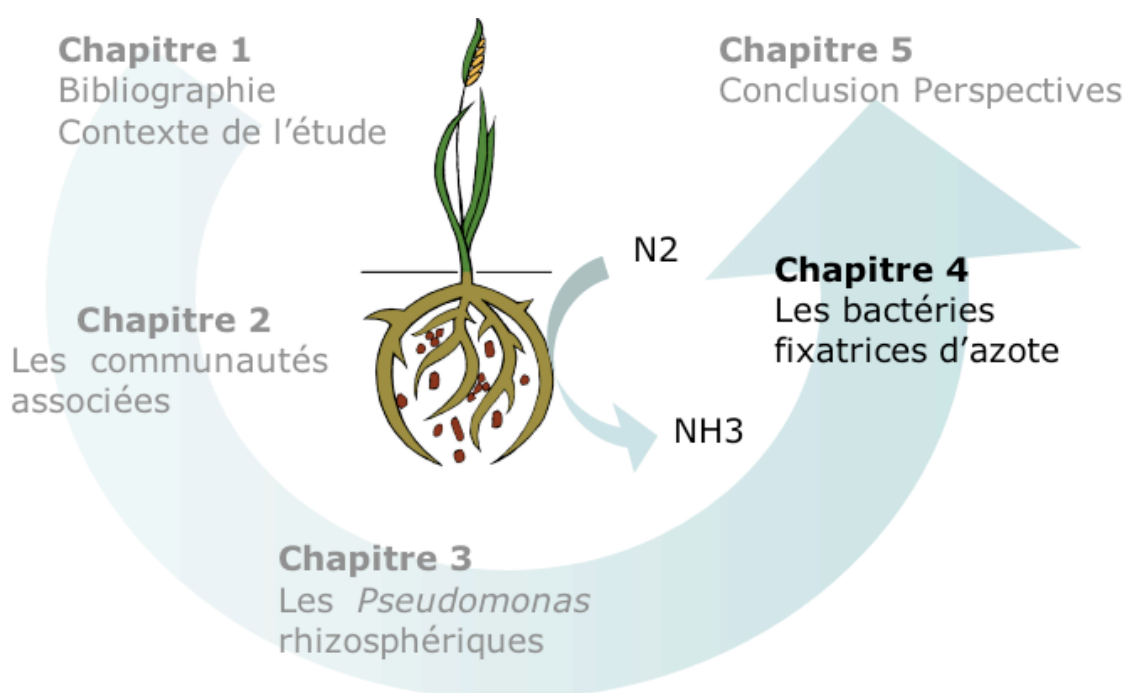 Chapitre 1
Bibliographie
Contexte de l'étude
Chapitre 5
Conclusion Perspectives
N2
Chapitre 4
Les bactéries
fixatrices d'azote
NH3
Chapitre 2
Les communautés
associées
Chapitre 3
Les Pseudomonas
rhizosphériques